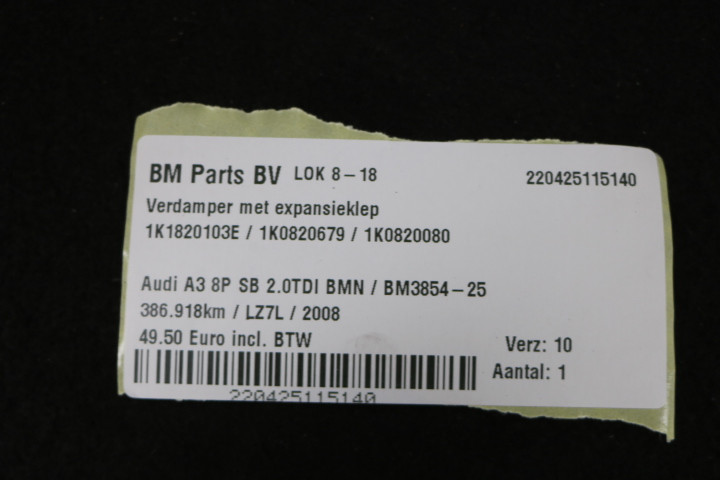 BM Parts BV LOK 8-18 220425115140
Verdamper met expansieklep
1K1820103E / 1K0820679 / 1K0820080
Audi A3 8P SB 2.0TDI BMN / BM3854-25
386.918km / LZ7L / 2008
49.50 Euro incl. BTW Verz: 10
Aantal: 1
220425115140